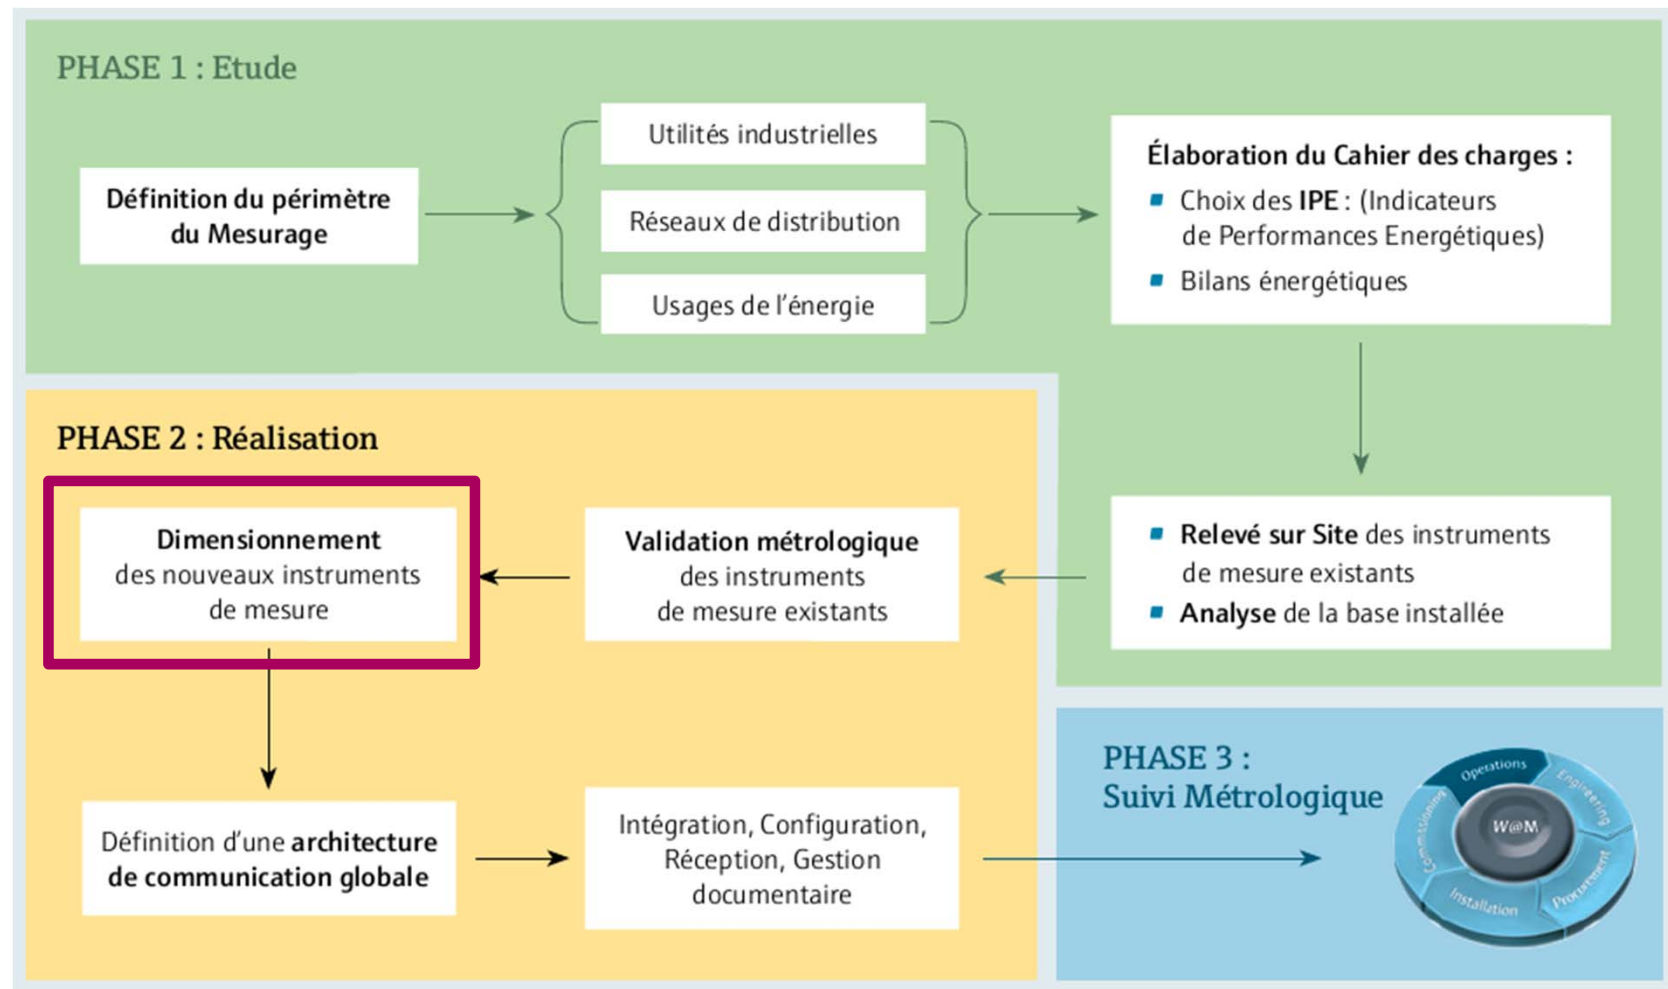 PHASE 1 : Etude
Définition du périmètre
du Mesurage
Utilités industrielles
Réseaux de distribution
Usages de l'énergie
Élaboration du Cahier des charges :
Choix des IPE : (Indicateurs
de Performances Energétiques)
Bilans énergétiques
Relevé sur Site des instruments
de mesure existants
Analyse de la base installée
PHASE 2 : Réalisation
Validation métrologique
des instruments
de mesure existants
Dimensionnement
des nouveaux instruments
de mesure
Définition d'une architecture
de communication globale
Intégration, Configuration,
Réception, Gestion
documentaire
PHASE 3 :
Suivi Métrologique
Operations
Engineering
Procurement
Installation
Commissioning
W@M